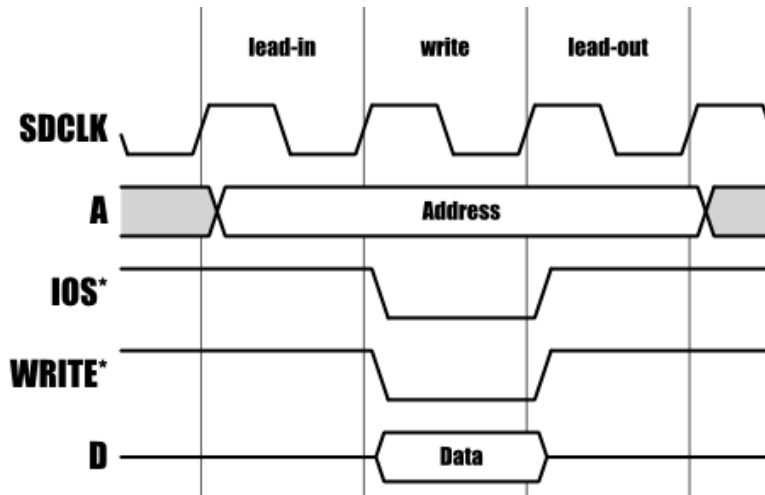 lead-in write lead-out
SDCLK
A Address
IOS*
WRITE*
D Data